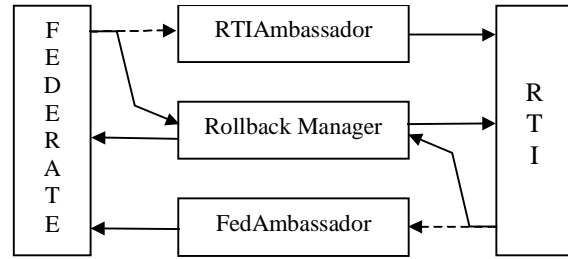 F
E
D
E
R
A
T
E
RTIAmbassador
Rollback Manager
FedAmbassador
R
T
I